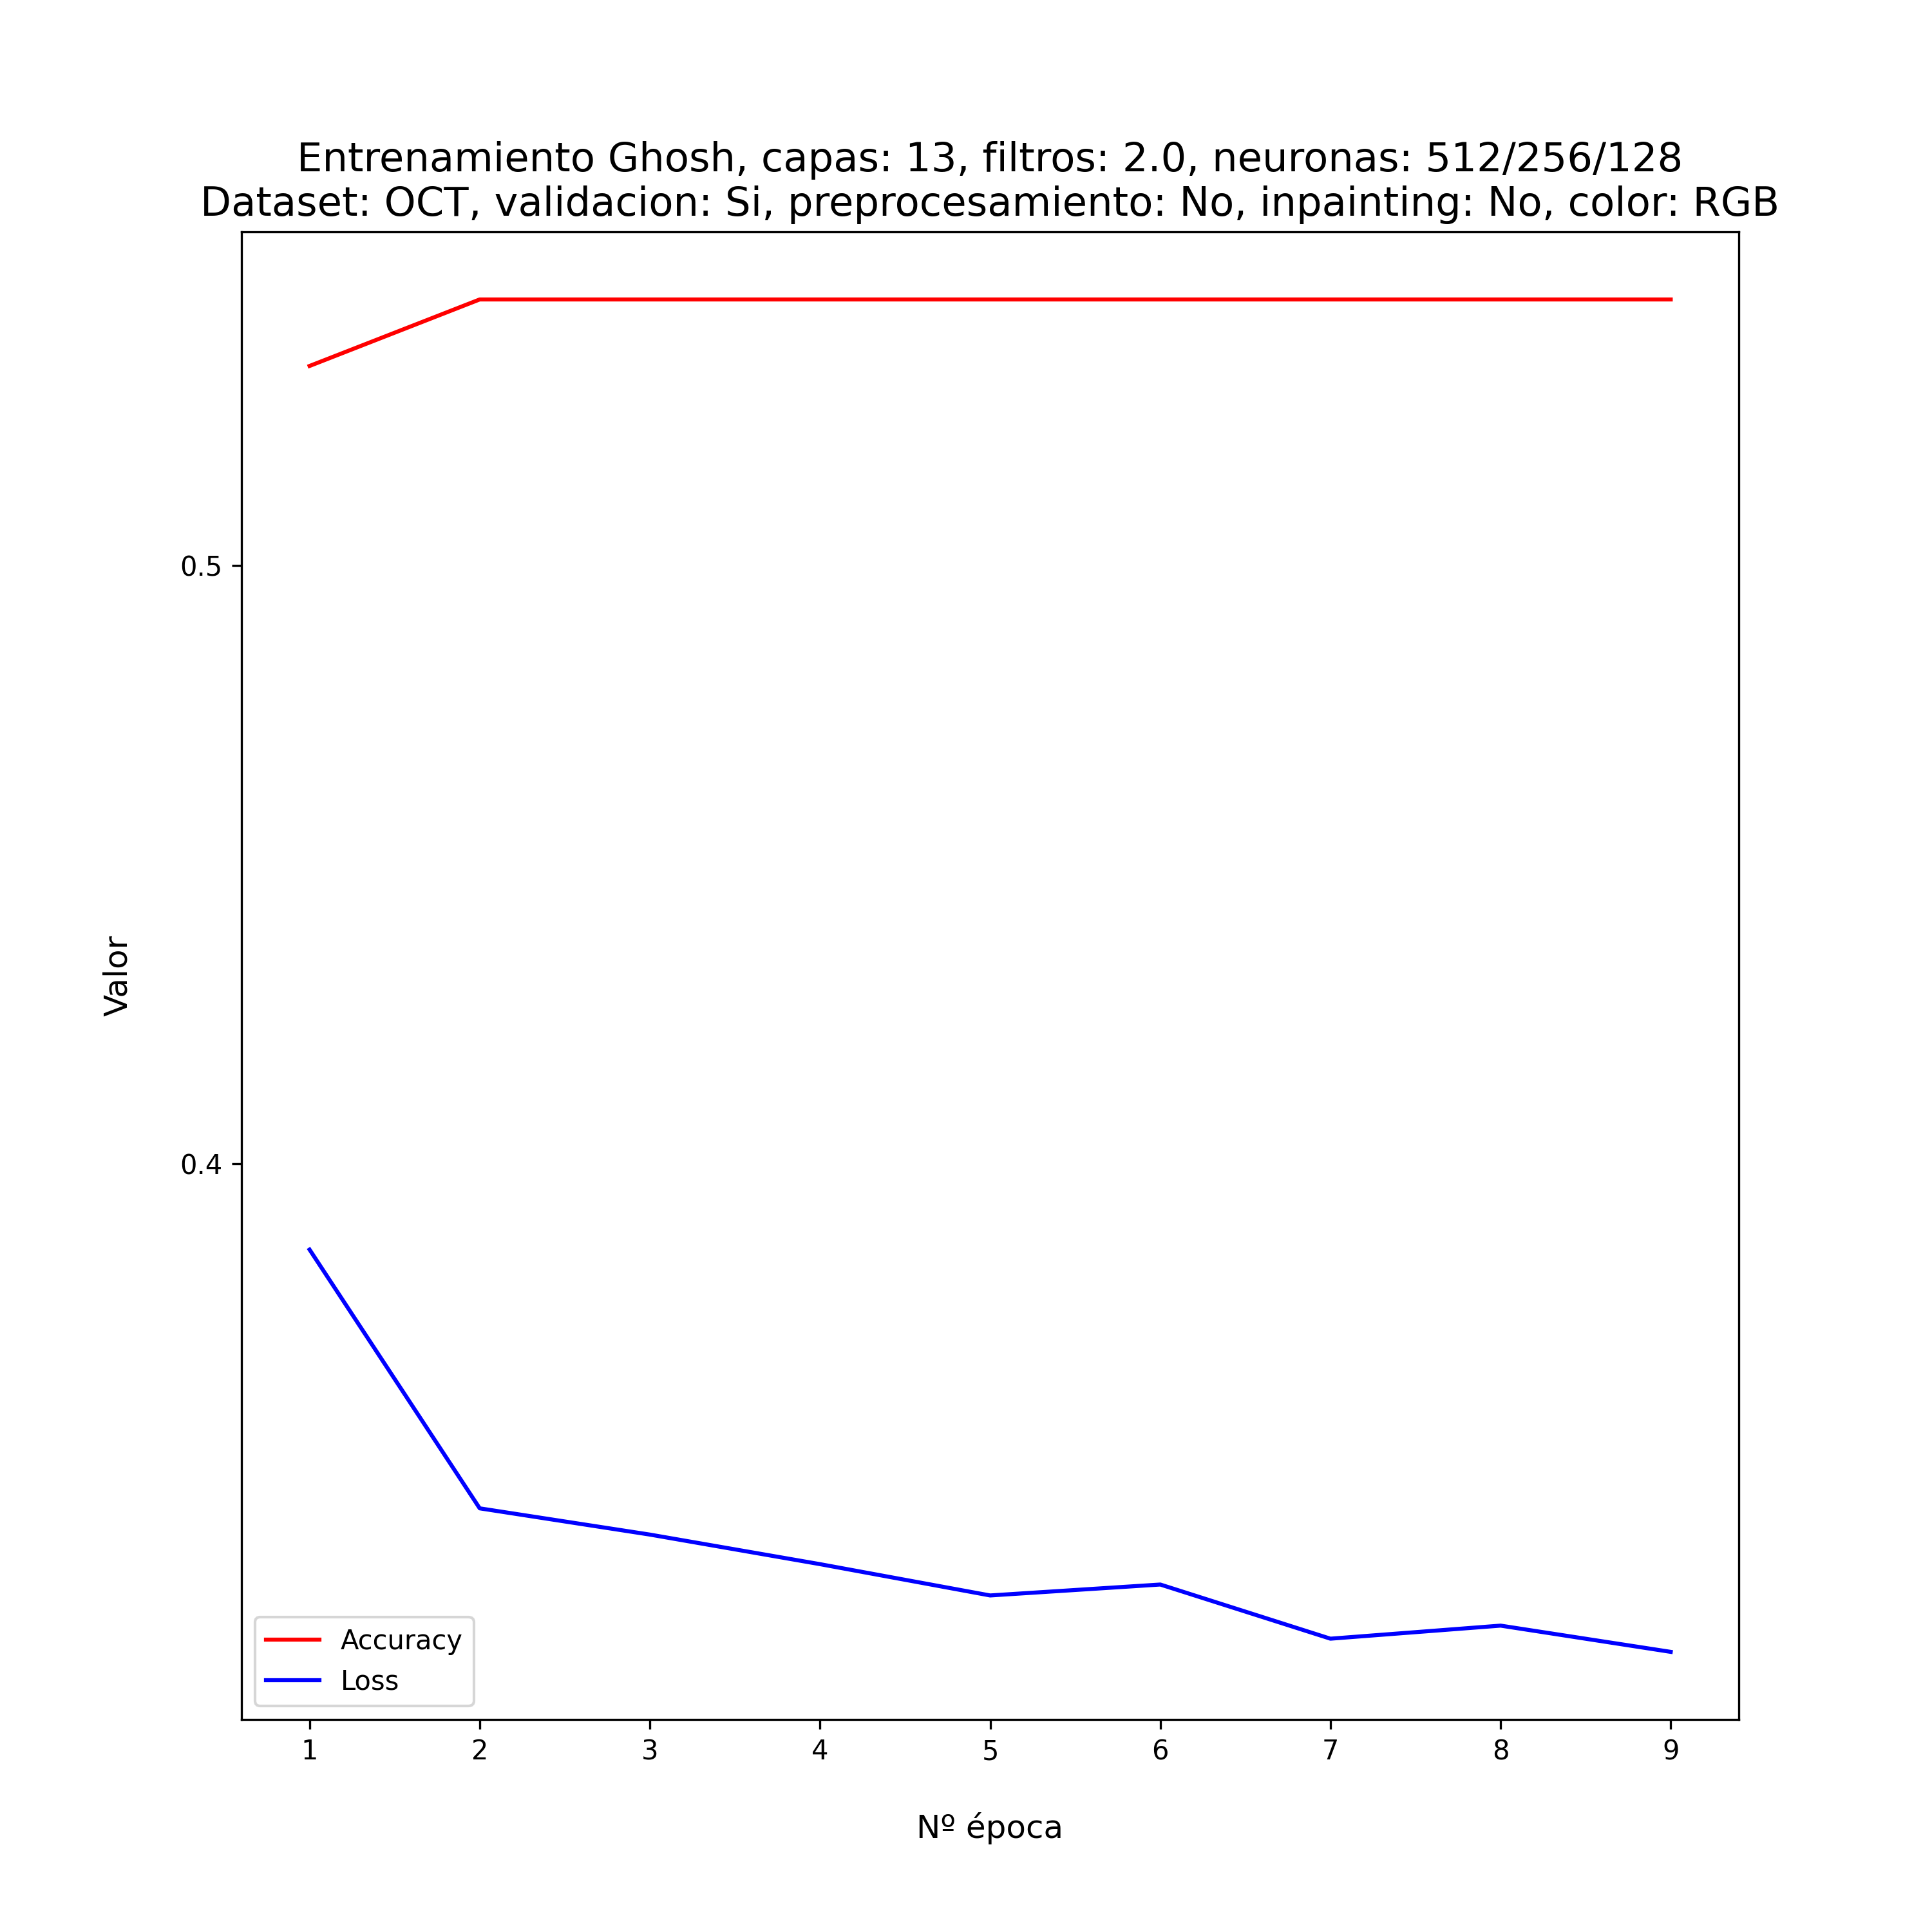 Entrenamiento Ghosh, capas: 13, filtros: 2.0, neuronas: 512/256/128
Dataset: OCT, validacion: Si, preprocesamiento: No, inpainting: No, color: RGB
0.5
Valor
0.4
Accuracy
Loss
1 2 3 4 5 6 7 8 9
Nº época